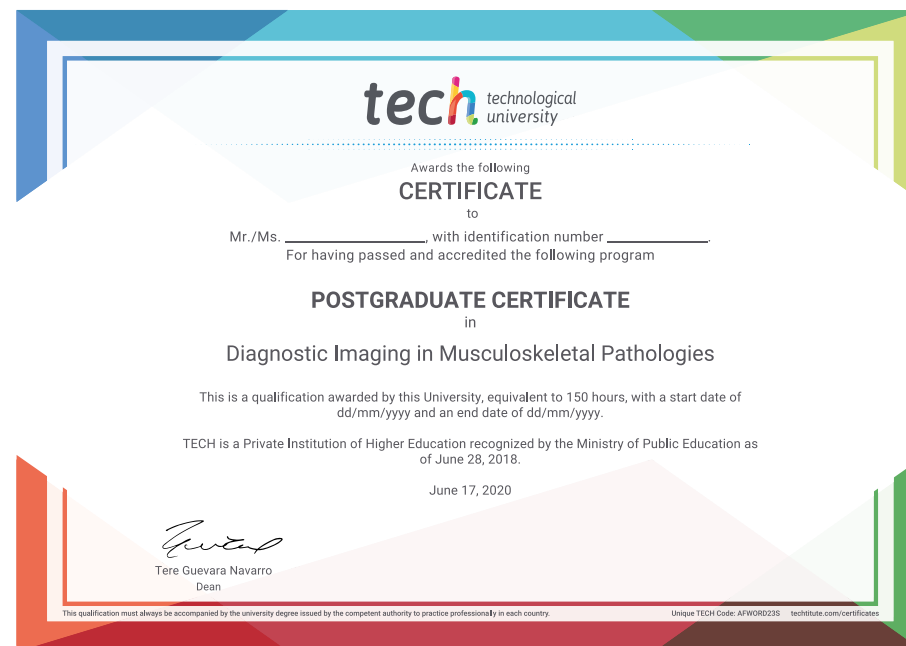 tech technological
university
Awards the following
CERTIFICATE
to
Mr./Ms. ____________________, with identification number ______________.
For having passed and accredited the following program
POSTGRADUATE CERTIFICATE
in
Diagnostic Imaging in Musculoskeletal Pathologies
This is a qualification awarded by this University, equivalent to 150 hours, with a start date of
dd/mm/yyyy and an end date of dd/mm/yyyy.
TECH is a Private Institution of Higher Education recognized by the Ministry of Public Education as
of June 28, 2018.
June 17, 2020
Tere Guevara Navarro
Dean
This qualification must always be accompanied by the university degree issued by the competent authority to practice professionally in each country.
Unique TECH Code: AFWORD23S techtitute.com/certificates